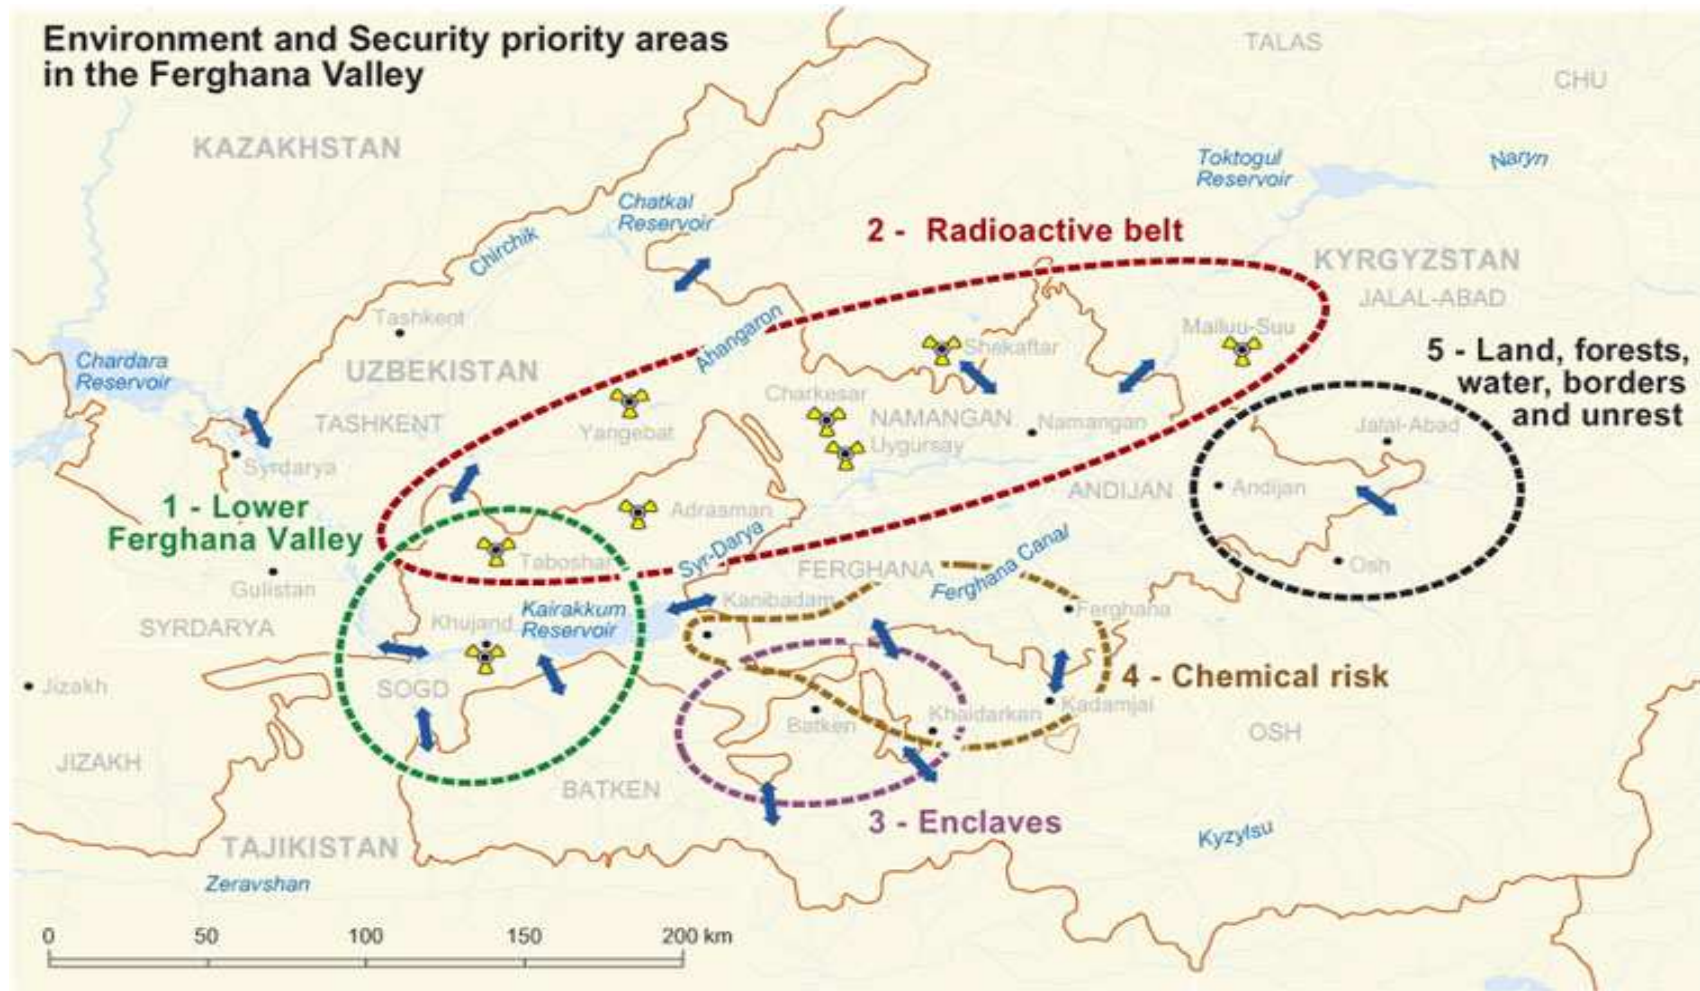 Environment and Security priority areas
in the Ferghana Valley
TALAS
CHU
KAZAKHSTAN
Toktogul
Reservoir
Naryn
Chatkal
Reservoir
Chirchik
2 - Radioactive belt
KYRGYZSTAN
JALAL-ABAD
Tashkent
Ahangaron
Mailuu-Suu
Shekaftar
Chardara
Reservoir
UZBEKISTAN
5 - Land, forests,
water, borders
and unrest
TASHKENT
Charkesar
NAMANGAN
Namangan
Yangebat
Uygursay
Jalal-Abad
Syrdarya
ANDIJAN
Andijan
1 - Lower
Ferghana Valley
Adrasman
Syr-Darya
Taboshar
FERGHANA
Ferghana Canal
Osh
Gulistan
Kanibadam
Ferghana
SYRDARYA
Khujand
Kairakkum
Reservoir
Jizakh
SOGD
4 - Chemical risk
Batken
Khaidarkan
Kadamjai
OSH
JIZAKH
BATKEN
3 - Enclaves
Kyzylsu
TAJIKISTAN
Zeravshan
0
50
100
150
200 km